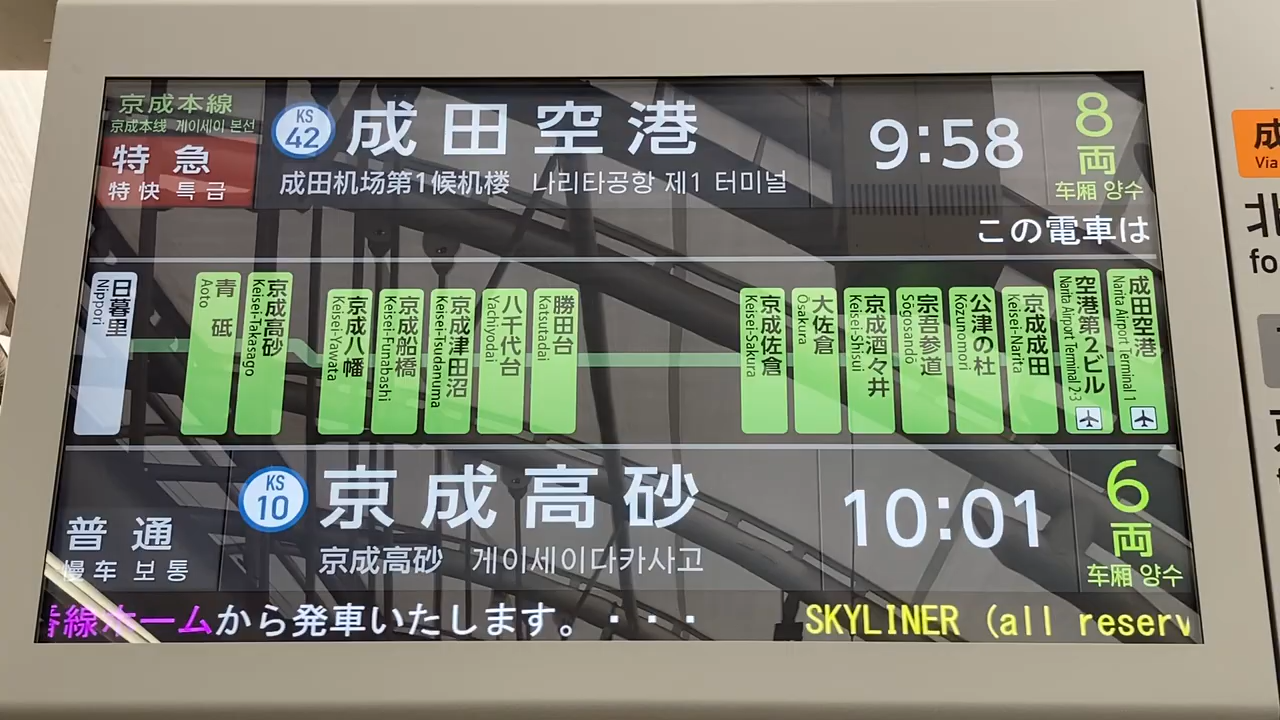 京成本線
京成本线 게이세이 본선
特急
特快 특급
KS
42
成田空港
成田机场第1候机楼 나리타공항 제1 터미널
9:58
8
両
车厢 양수
この電車は
日暮里
Nippori
青砥
Aoto
京成高砂
Keisei-Takasago
京成八幡
Keisei-Yawata
京成船橋
Keisei-Funabashi
京成津田沼
Keisei-Tsudanuma
八千代台
Yachiyodai
勝田台
Katsutadai
京成佐倉
Keisei-Sakura
大佐倉
Ōsakura
京成酒々井
Keisei-Shisui
宗吾参道
Sōgosandō
公津の杜
Kōzunomori
京成成田
Keisei-Narita
空港第2ビル
Narita Airport Terminal 2·3
成田空港
Narita Airport Terminal 1
普通
慢车 보통
KS
10
京成高砂
京成高砂 게이세이다카사고
10:01
6
両
车厢 양수
番線ホームから発車いたします。・・・ SKYLINER (all reserv
成
Via
北
fo